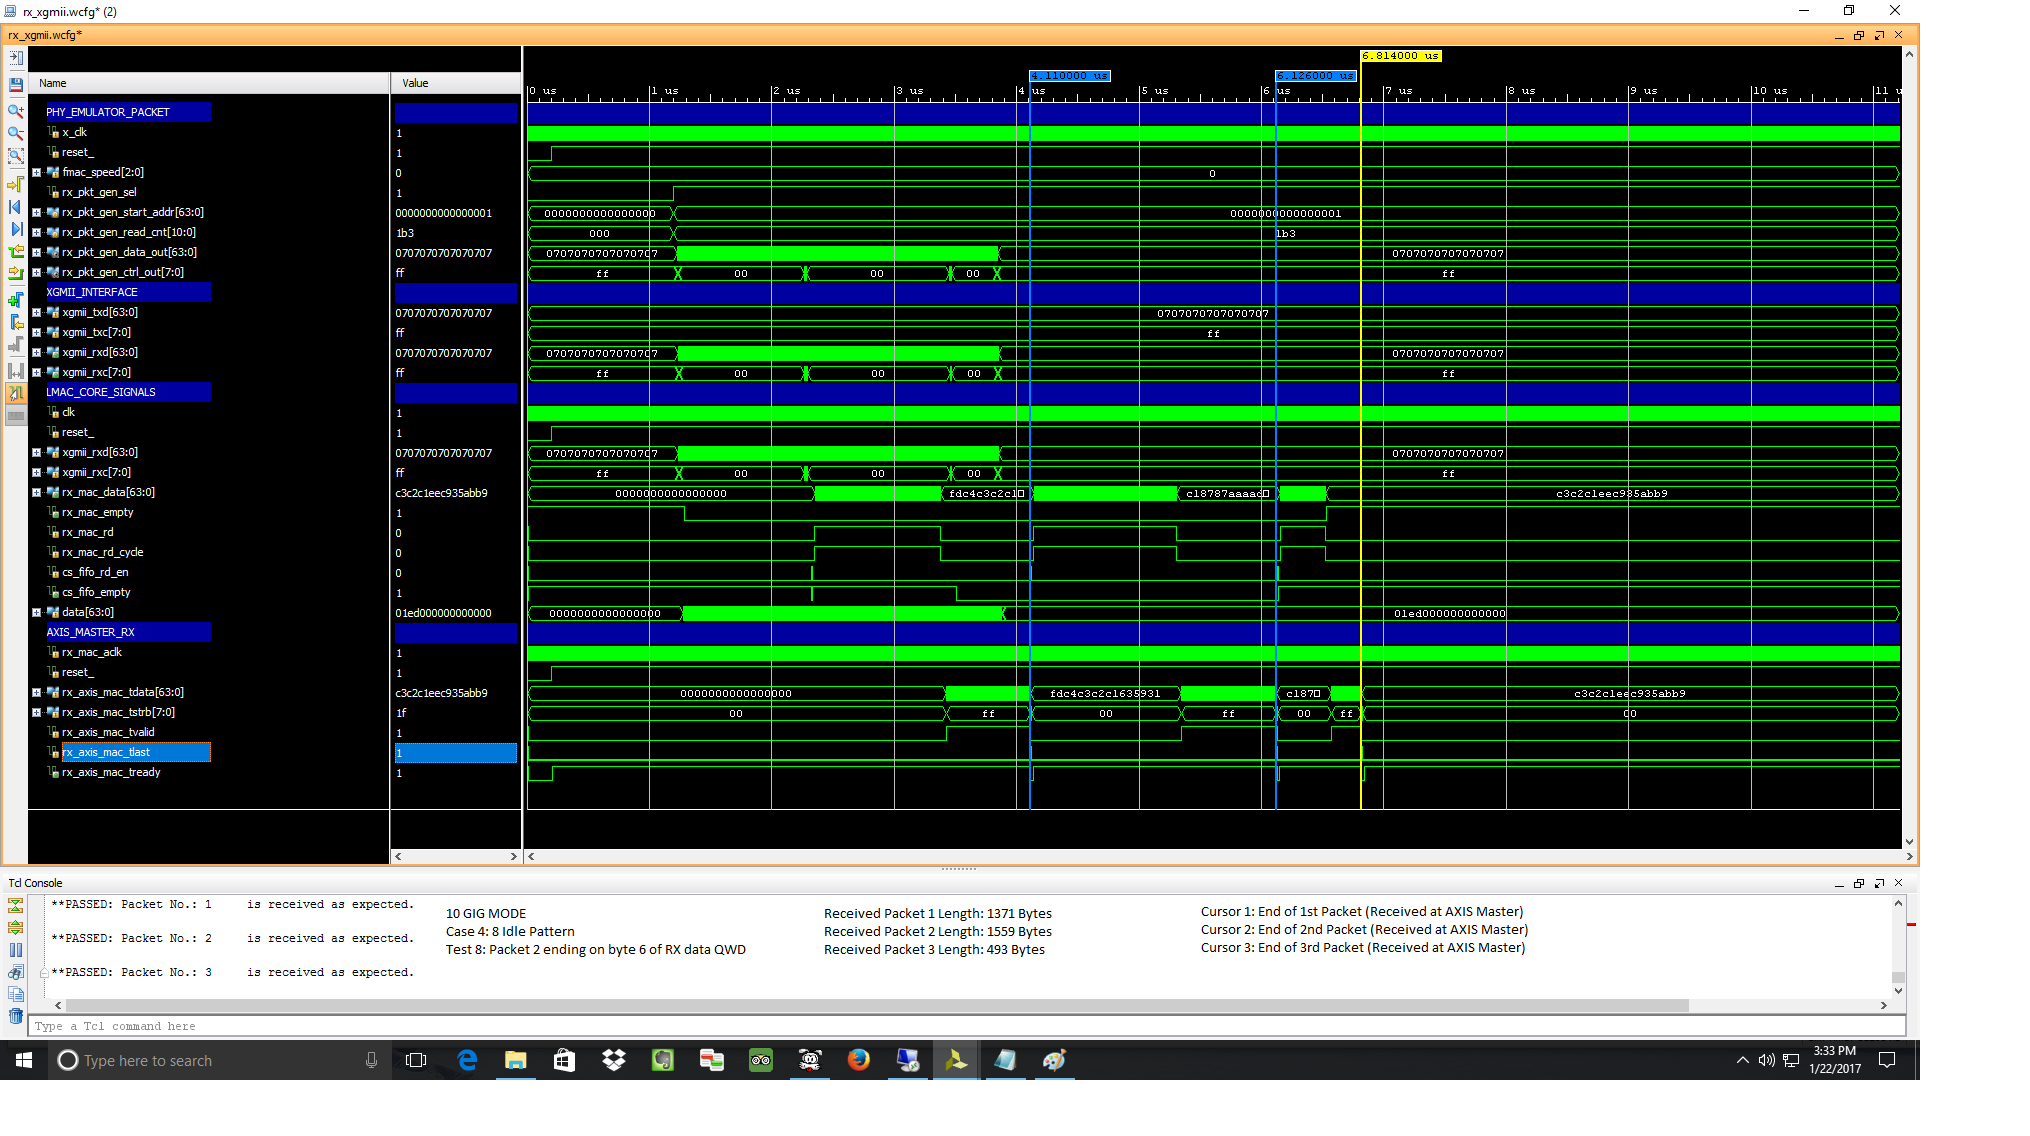 rx_xgmii.wcfg* (2)
rx_xgmii.wcfg*
6.814000 us
4.110000 us
6.126000 us
Name
Value
0 us
1 us
2 us
3 us
4 us
5 us
6 us
7 us
8 us
9 us
10 us
11 u
PHY_EMULATOR_PACKET
x_clk 1
reset_ 1
fmac_speed[2:0] 0 0
rx_pkt_gen_sel 1
rx_pkt_gen_start_addr[63:0] 0000000000000001 0000000000000000 0000000000000001
rx_pkt_gen_read_cnt[10:0] 1b3 000 1b3
rx_pkt_gen_data_out[63:0] 0707070707070707 0707070707070707 0707070707070707
rx_pkt_gen_ctrl_out[7:0] ff ff 00 00 00 ff
XGMII_INTERFACE
xgmii_txd[63:0] 0707070707070707 0707070707070707
xgmii_txc[7:0] ff ff
xgmii_rxd[63:0] 0707070707070707 0707070707070707 0707070707070707
xgmii_rxc[7:0] ff ff 00 00 00 ff
LMAC_CORE_SIGNALS
clk 1
reset_ 1
xgmii_rxd[63:0] 0707070707070707 0707070707070707 0707070707070707
xgmii_rxc[7:0] ff ff 00 00 00 ff
rx_mac_data[63:0] c3c2c1eec935abb9 0000000000000000 fdc4c3c2c1 c18787aaaad c3c2c1eec935abb9
rx_mac_empty 1
rx_mac_rd 0
rx_mac_rd_cycle 0
cs_fifo_rd_en 0
cs_fifo_empty 1
data[63:0] 01ed000000000000 0000000000000000 01ed000000000000
AXIS_MASTER_RX
rx_mac_aclk 1
reset_ 1
rx_axis_mac_tdata[63:0] c3c2c1eec935abb9 0000000000000000 fdc4c3c2c1635931 c187 c3c2c1eec935abb9
rx_axis_mac_tstrb[7:0] 1f 00 ff 00 ff 00 ff 00
rx_axis_mac_tvalid 1
rx_axis_mac_tlast 1
rx_axis_mac_tready 1
Tcl Console
**PASSED: Packet No.: 1 is received as expected.
**PASSED: Packet No.: 2 is received as expected.
**PASSED: Packet No.: 3 is received as expected.
10 GIG MODE
Case 4: 8 Idle Pattern
Test 8: Packet 2 ending on byte 6 of RX data QWD
Received Packet 1 Length: 1371 Bytes
Received Packet 2 Length: 1559 Bytes
Received Packet 3 Length: 493 Bytes
Cursor 1: End of 1st Packet (Received at AXIS Master)
Cursor 2: End of 2nd Packet (Received at AXIS Master)
Cursor 3: End of 3rd Packet (Received at AXIS Master)
Type a Tcl command here
Type here to search
3:33 PM
1/22/2017